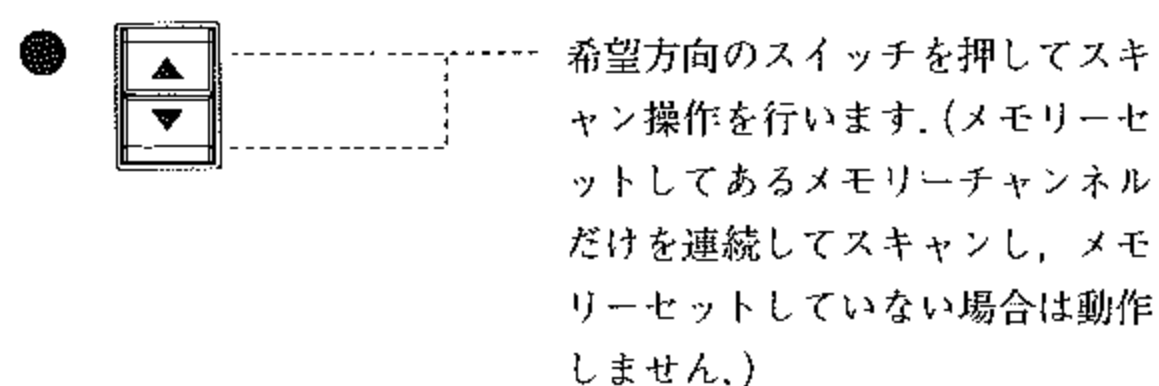 希望方向のスイッチを押してスキ
ャン操作を行います.(メモリーセ
ットしてあるメモリーチャンネル
だけを連続してスキャンし,メモ
リーセットしていない場合は動作
しません.)